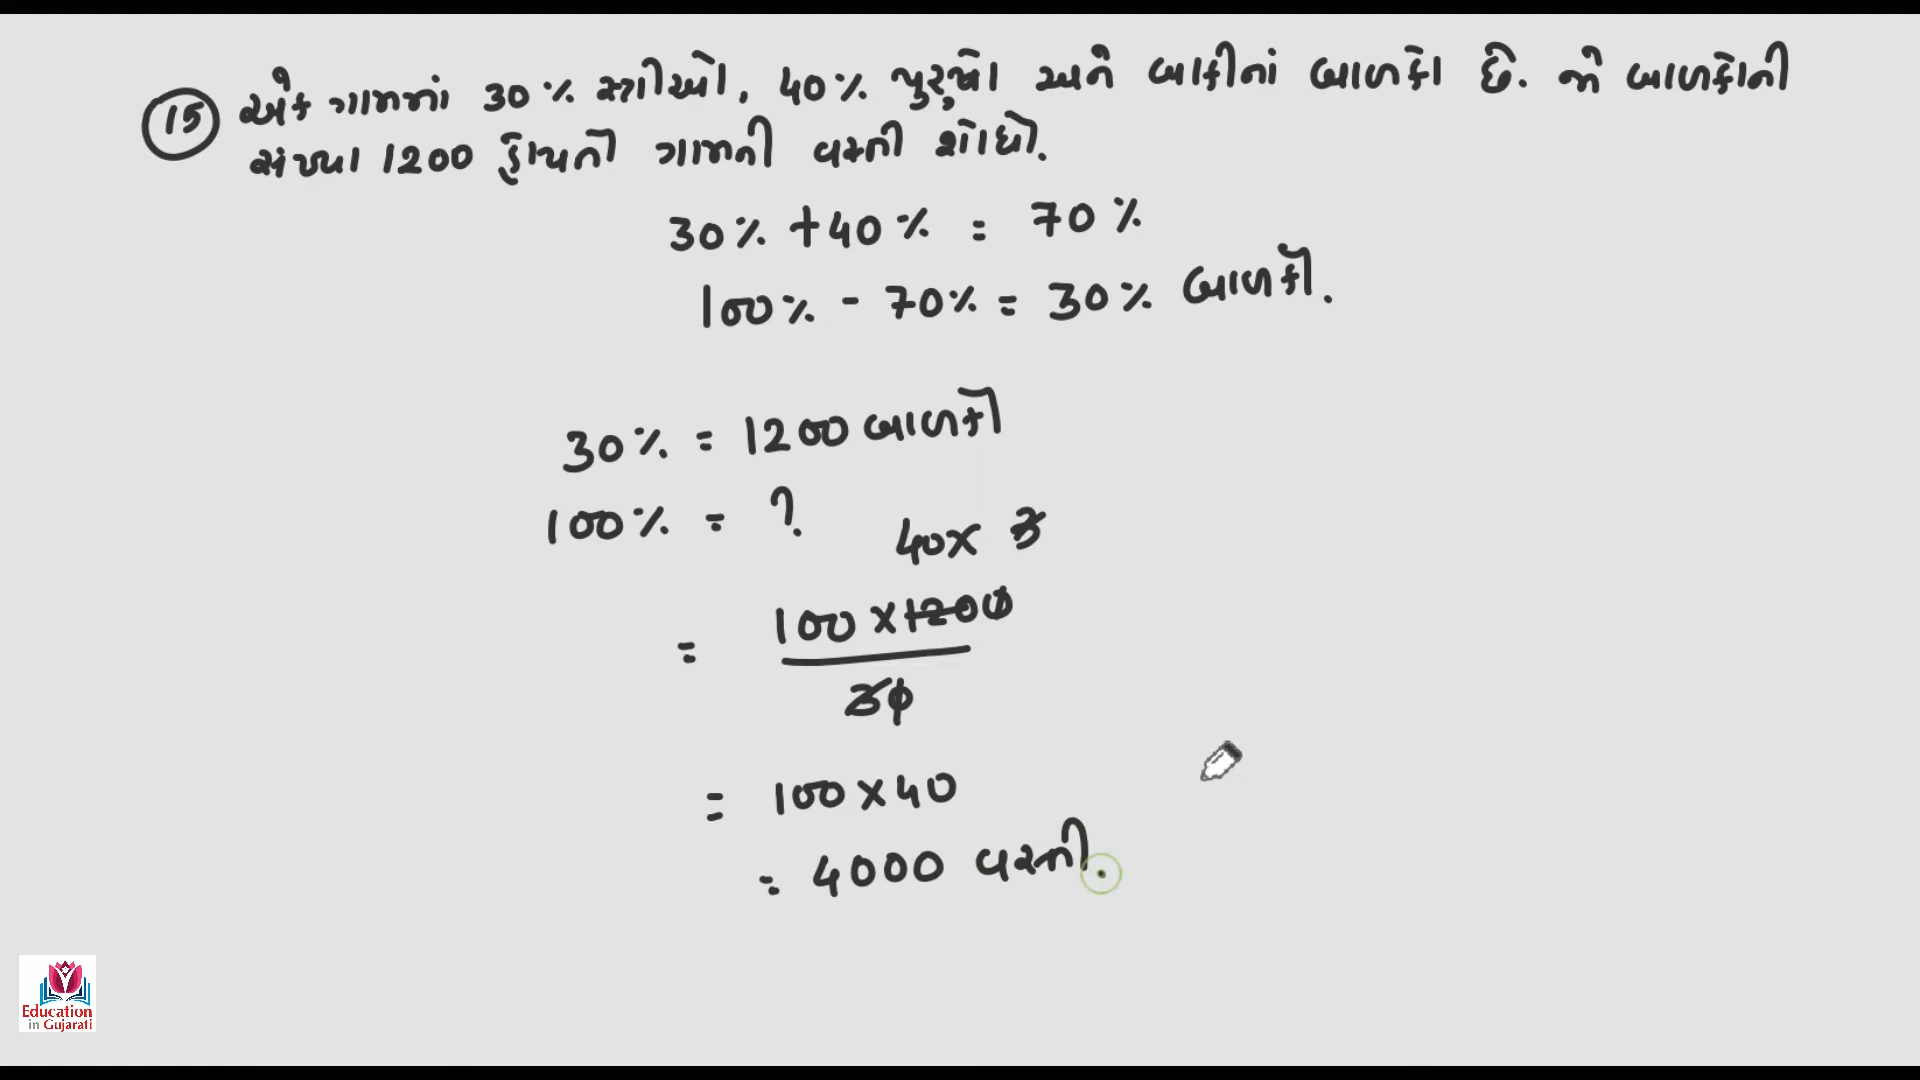 15 એક ગામમાં 30% સ્ત્રીઓ, 40% પુરુષો અને બાકીનાં બાળકો છે. જો બાળકોની
સંખ્યા 1200 હોયતો ગામની વસ્તી શોધો.
30% + 40% = 70%
100% - 70% = 30% બાળકો.
30% = 1200 બાળકો
100% = ?
40 x 3
= 100 x 1200
30
= 100 x 40
= 4000 વસ્તી.
Education
in Gujarati